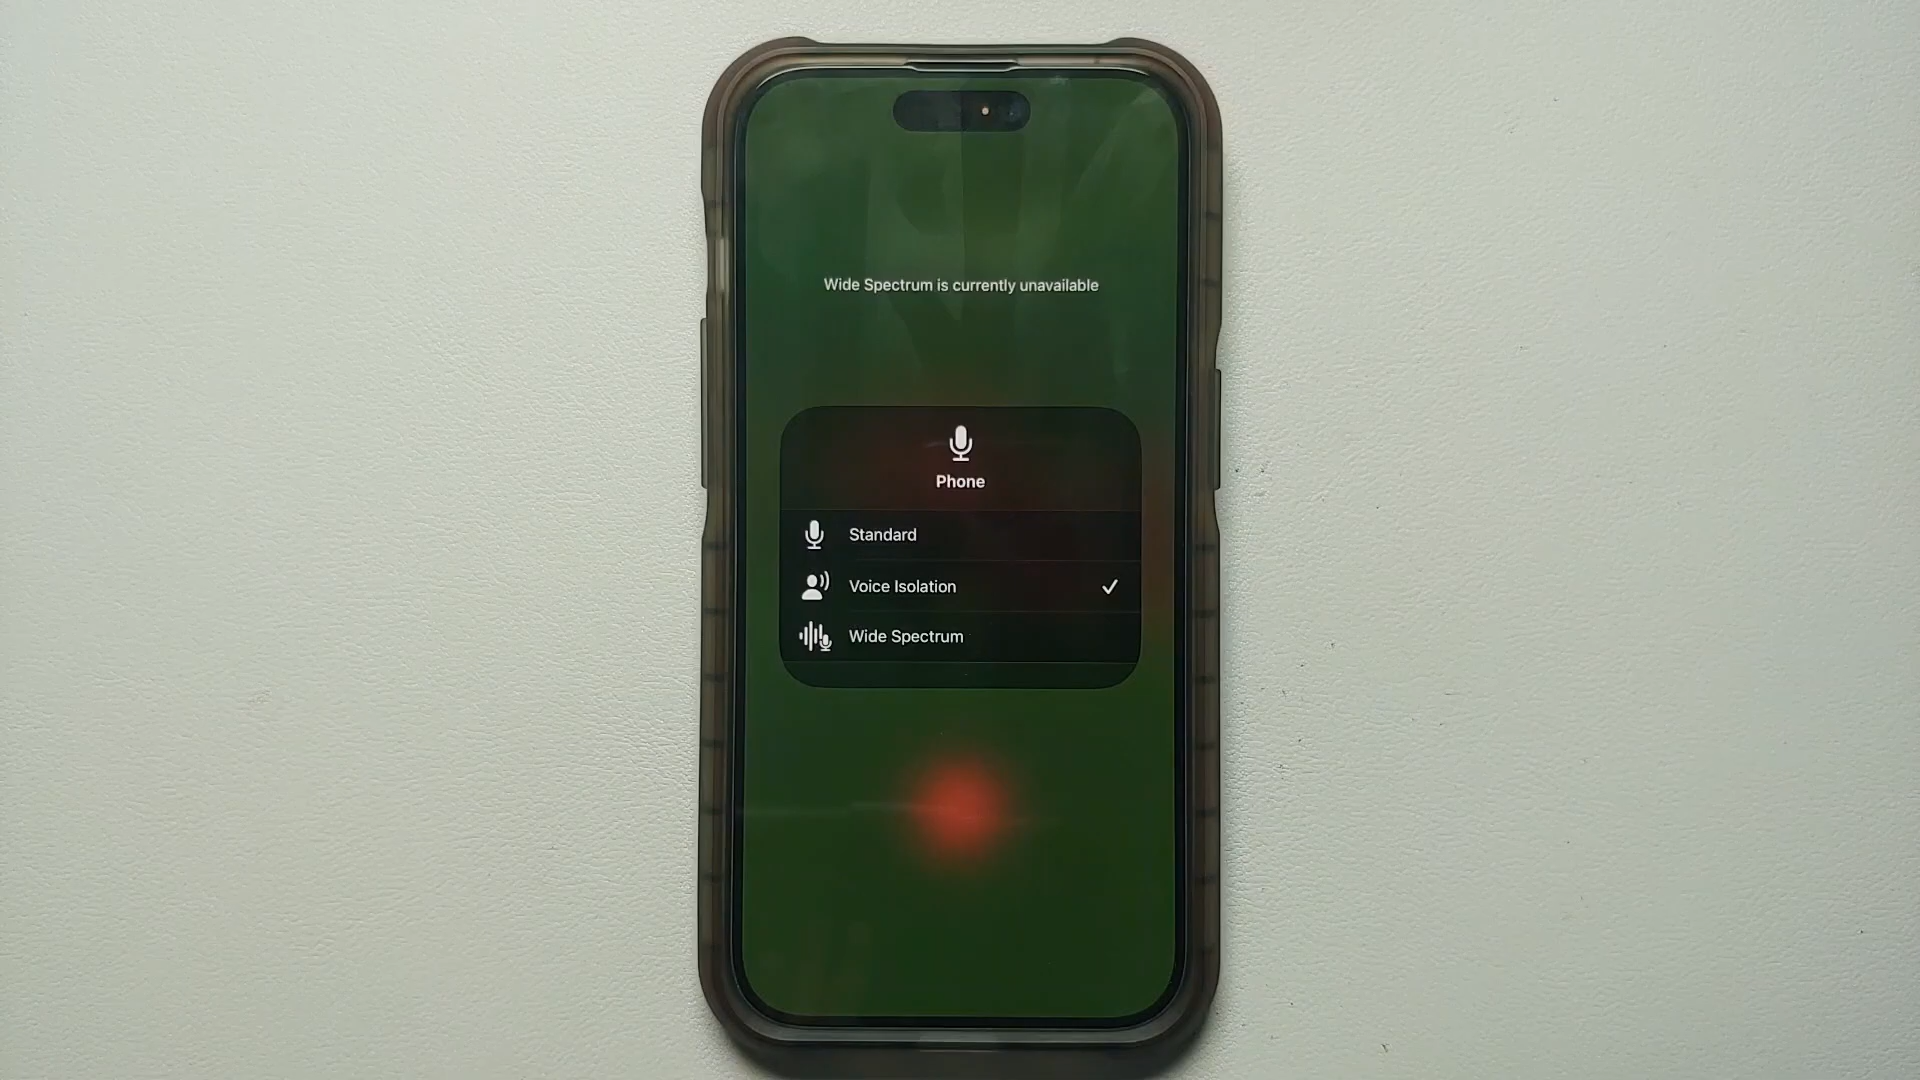 Wide Spectrum is currently unavailable
Phone
Standard
Voice Isolation
Wide Spectrum